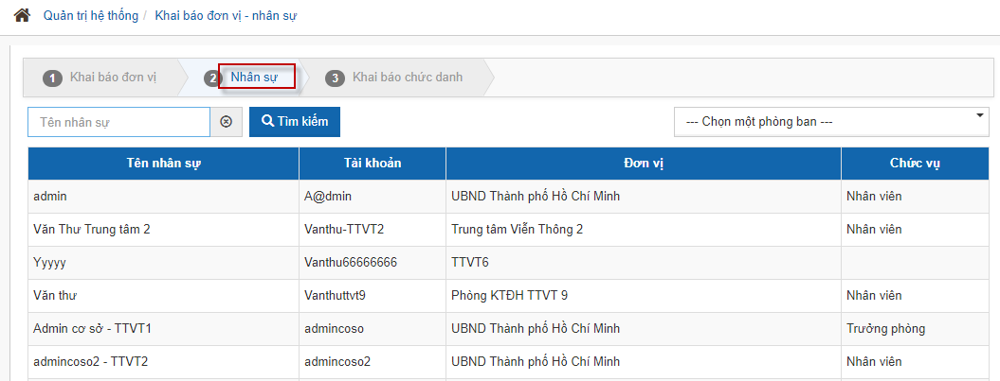 Quản trị hệ thống / Khai báo đơn vị - nhân sự
1 Khai báo đơn vị 2 Nhân sự 3 Khai báo chức danh
Tên nhân sự Tìm kiếm --- Chọn một phòng ban ---
Tên nhân sự Tài khoản Đơn vị Chức vụ
admin A@dmin UBND Thành phố Hồ Chí Minh Nhân viên
Văn Thư Trung tâm 2 Vanthu-TTVT2 Trung tâm Viễn Thông 2 Nhân viên
Yyyyy Vanthu66666666 TTVT6
Văn thư Vanthuttvt9 Phòng KTĐH TTVT 9 Nhân viên
Admin cơ sở - TTVT1 admincoso UBND Thành phố Hồ Chí Minh Trưởng phòng
admincoso2 - TTVT2 admincoso2 UBND Thành phố Hồ Chí Minh Nhân viên